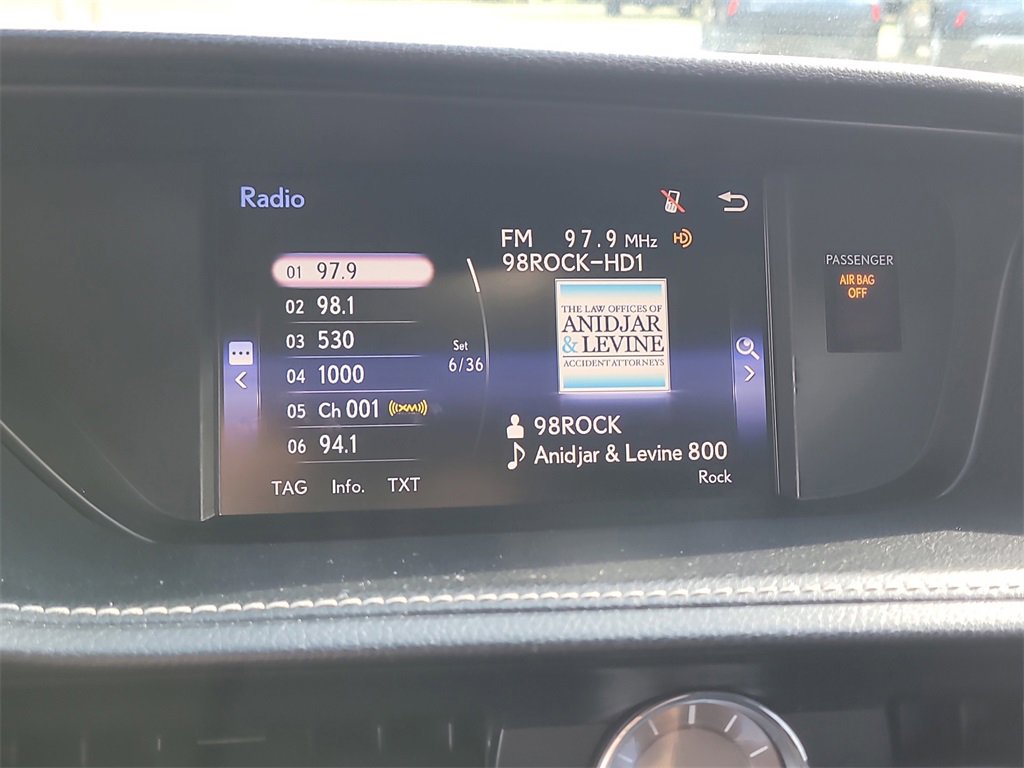 Radio
FM 97.9 MHz HD
98ROCK-HD1
01 97.9
02 98.1
03 530
04 1000
05 Ch 001 ((XM))
06 94.1
Set
6/36
THE LAW OFFICES OF
ANIDJAR
& LEVINE
ACCIDENT ATTORNEYS
98ROCK
Anidjar & Levine 800
Rock
TAG Info. TXT
PASSENGER
AIR BAG
OFF